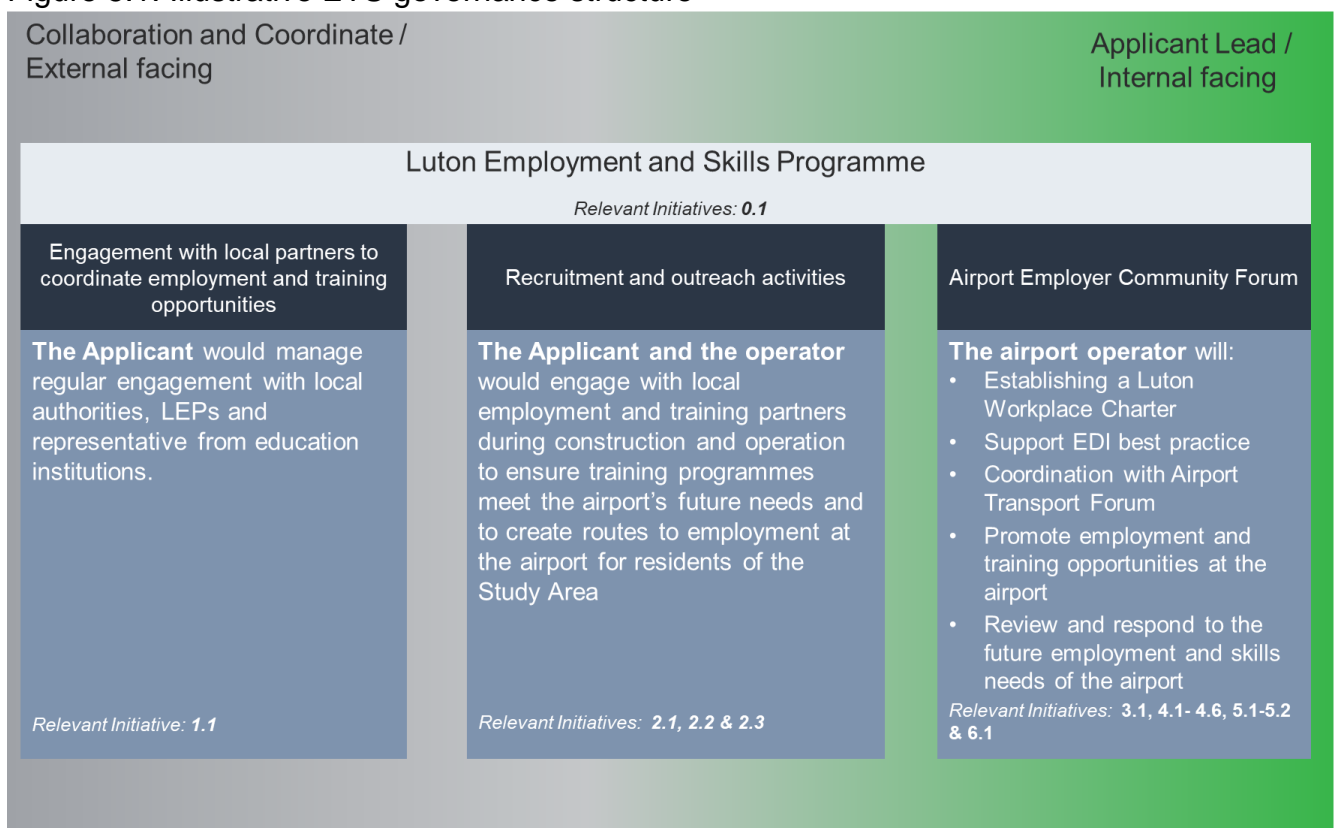 Collaboration and Coordinate /
External facing
Applicant Lead /
Internal facing
Luton Employment and Skills Programme
Relevant Initiatives: 0.1
Engagement with local partners to
coordinate employment and training
opportunities
The Applicant would manage
regular engagement with local
authorities, LEPs and
representative from education
institutions.
Relevant Initiative: 1.1
Recruitment and outreach activities
The Applicant and the operator
would engage with local
employment and training partners
during construction and operation
to ensure training programmes
meet the airport's future needs and
to create routes to employment at
the airport for residents of the
Study Area
Relevant Initiatives: 2.1, 2.2 & 2.3
Airport Employer Community Forum
The airport operator will:
• Establishing a Luton
Workplace Charter
• Support EDI best practice
• Coordination with Airport
Transport Forum
• Promote employment and
training opportunities at the
airport
• Review and respond to the
future employment and skills
needs of the airport
Relevant Initiatives: 3.1, 4.1- 4.6, 5.1-5.2
& 6.1